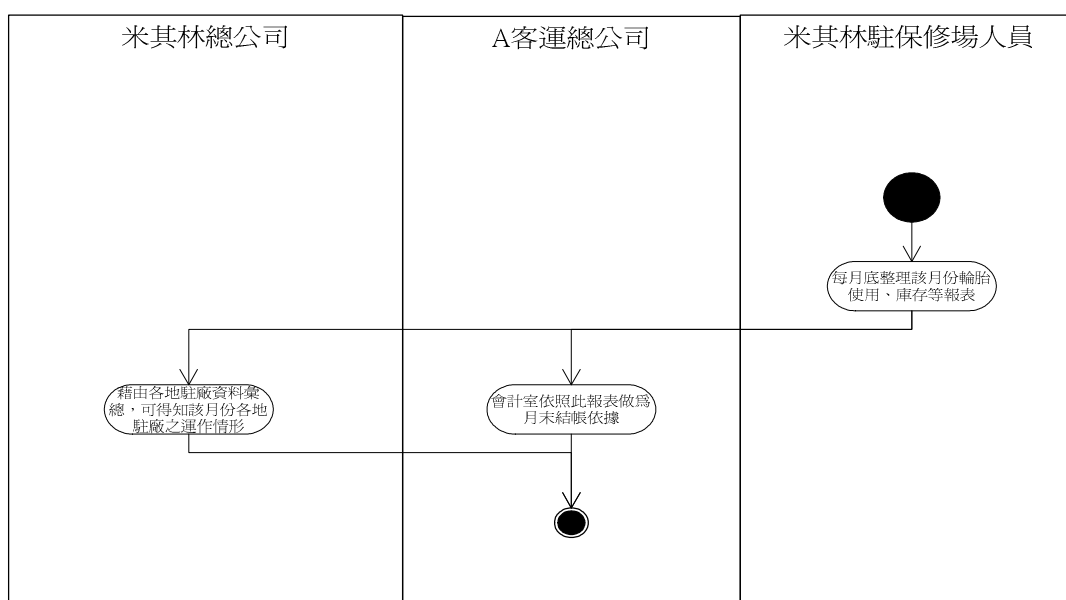 米其林總公司
A客運總公司
米其林駐保修場人員
每月底整理該月份輪胎
使用、庫存等報表
藉由各地駐廠資料彙
總，可得知該月份各地
駐廠之運作情形
會計室依照此報表做為
月末結帳依據